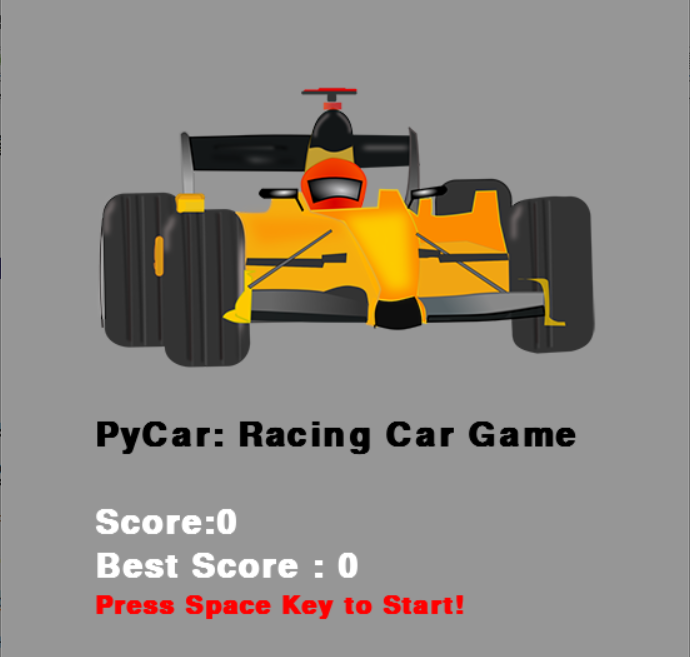 PyCar: Racing Car Game
Score:0
Best Score : 0
Press Space Key to Start!